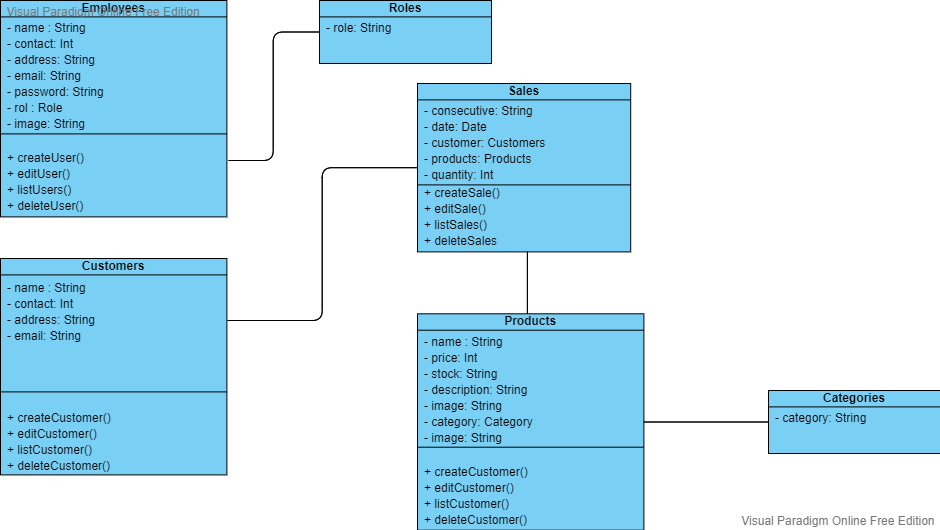 Visual Paradigm Online Free Edition
Employees
- name : String
- contact: Int
- address: String
- email: String
- password: String
- rol : Role
- image: String
+ createUser()
+ editUser()
+ listUsers()
+ deleteUser()
Roles
- role: String
Sales
- consecutive: String
- date: Date
- customer: Customers
- products: Products
- quantity: Int
+ createSale()
+ editSale()
+ listSales()
+ deleteSales
Customers
- name : String
- contact: Int
- address: String
- email: String
+ createCustomer()
+ editCustomer()
+ listCustomer()
+ deleteCustomer()
Products
- name : String
- price: Int
- stock: String
- description: String
- image: String
- category: Category
- image: String
+ createCustomer()
+ editCustomer()
+ listCustomer()
+ deleteCustomer()
Categories
- category: String
Visual Paradigm Online Free Edition